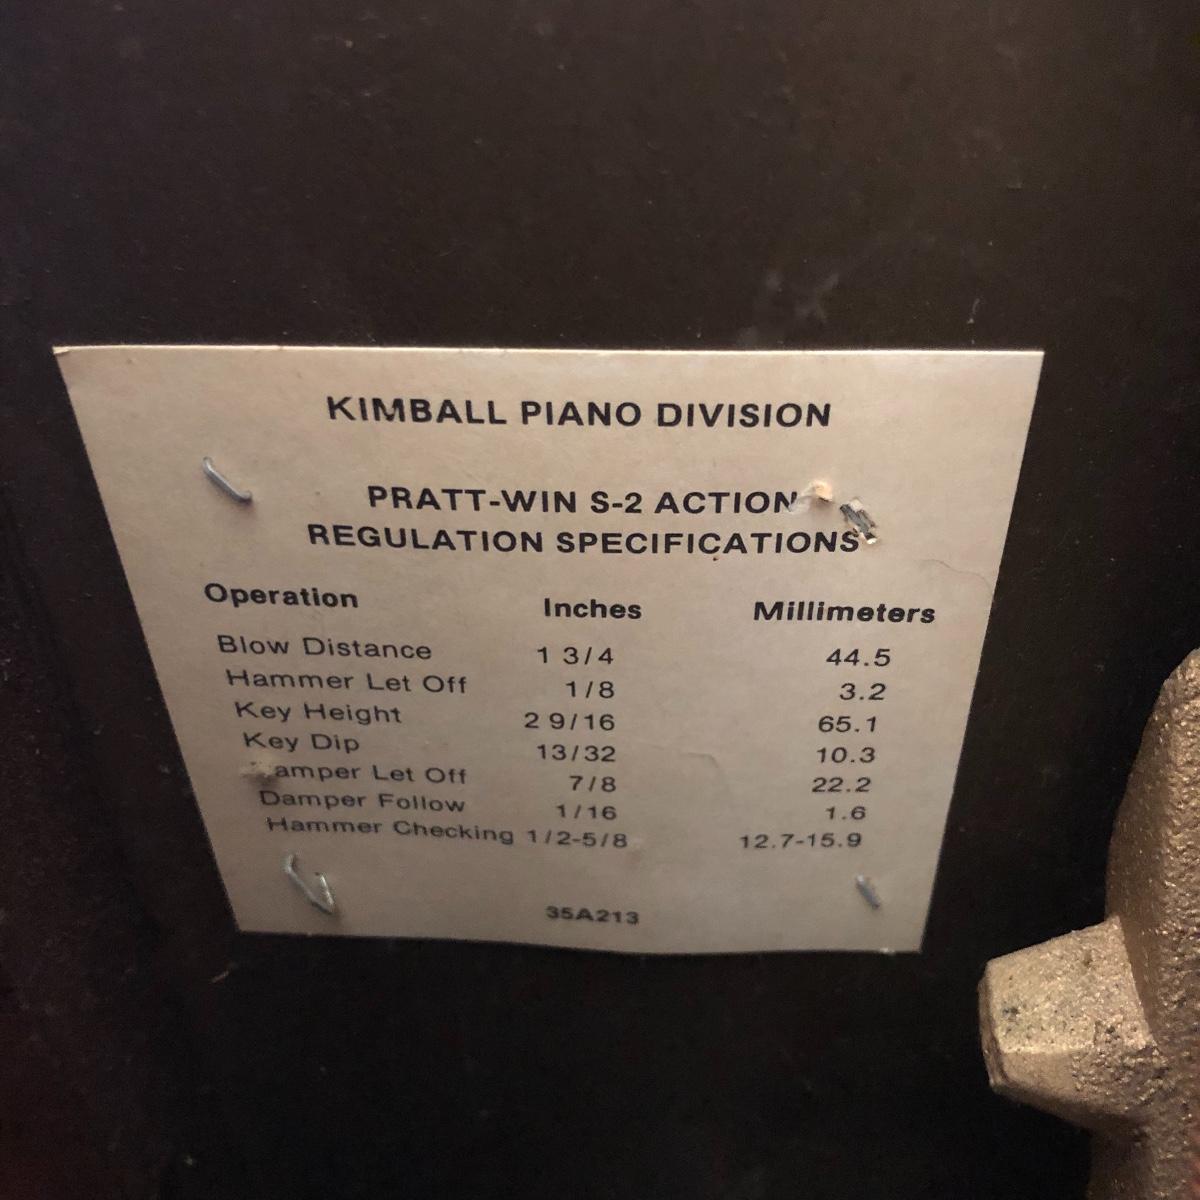 KIMBALL PIANO DIVISION
PRATT-WIN S-2 ACTION
REGULATION SPECIFICATIONS
Operation Inches Millimeters
Blow Distance 1 3/4 44.5
Hammer Let Off 1/8 3.2
Key Height 2 9/16 65.1
Key Dip 13/32 10.3
amper Let Off 7/8 22.2
Damper Follow 1/16 1.6
Hammer Checking 1/2-5/8 12.7-15.9
35A213